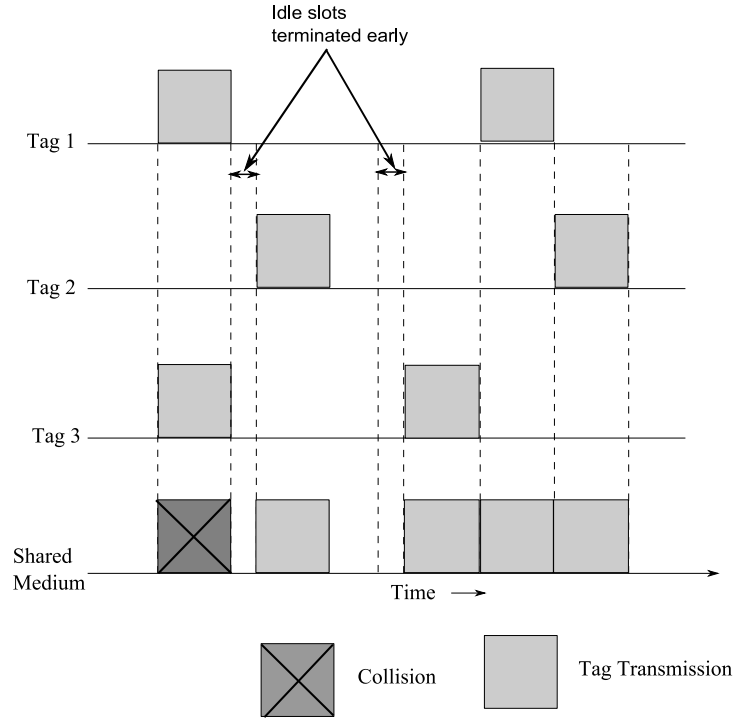 Idle slots
terminated early
Tag 1
Tag 2
Tag 3
Shared
Medium
Time
Collision
Tag Transmission